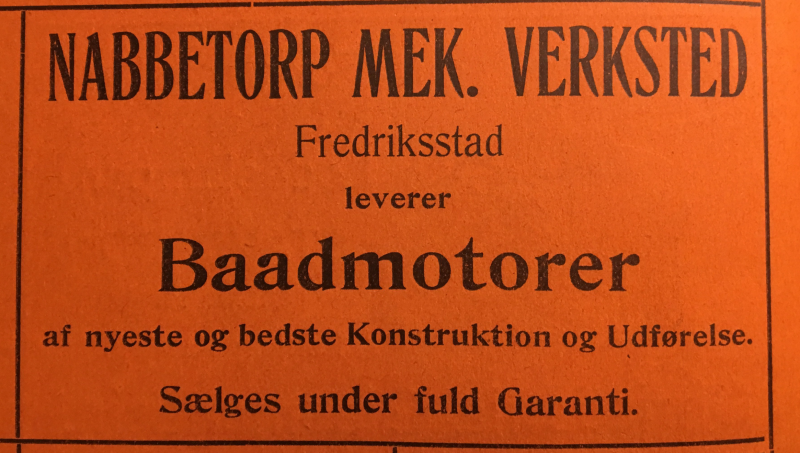 NABBETORP MEK. VERKSTED
Fredriksstad
leverer
Baadmotorer
af nyeste og bedste Konstruktion og Udførelse.
Sælges under fuld Garanti.